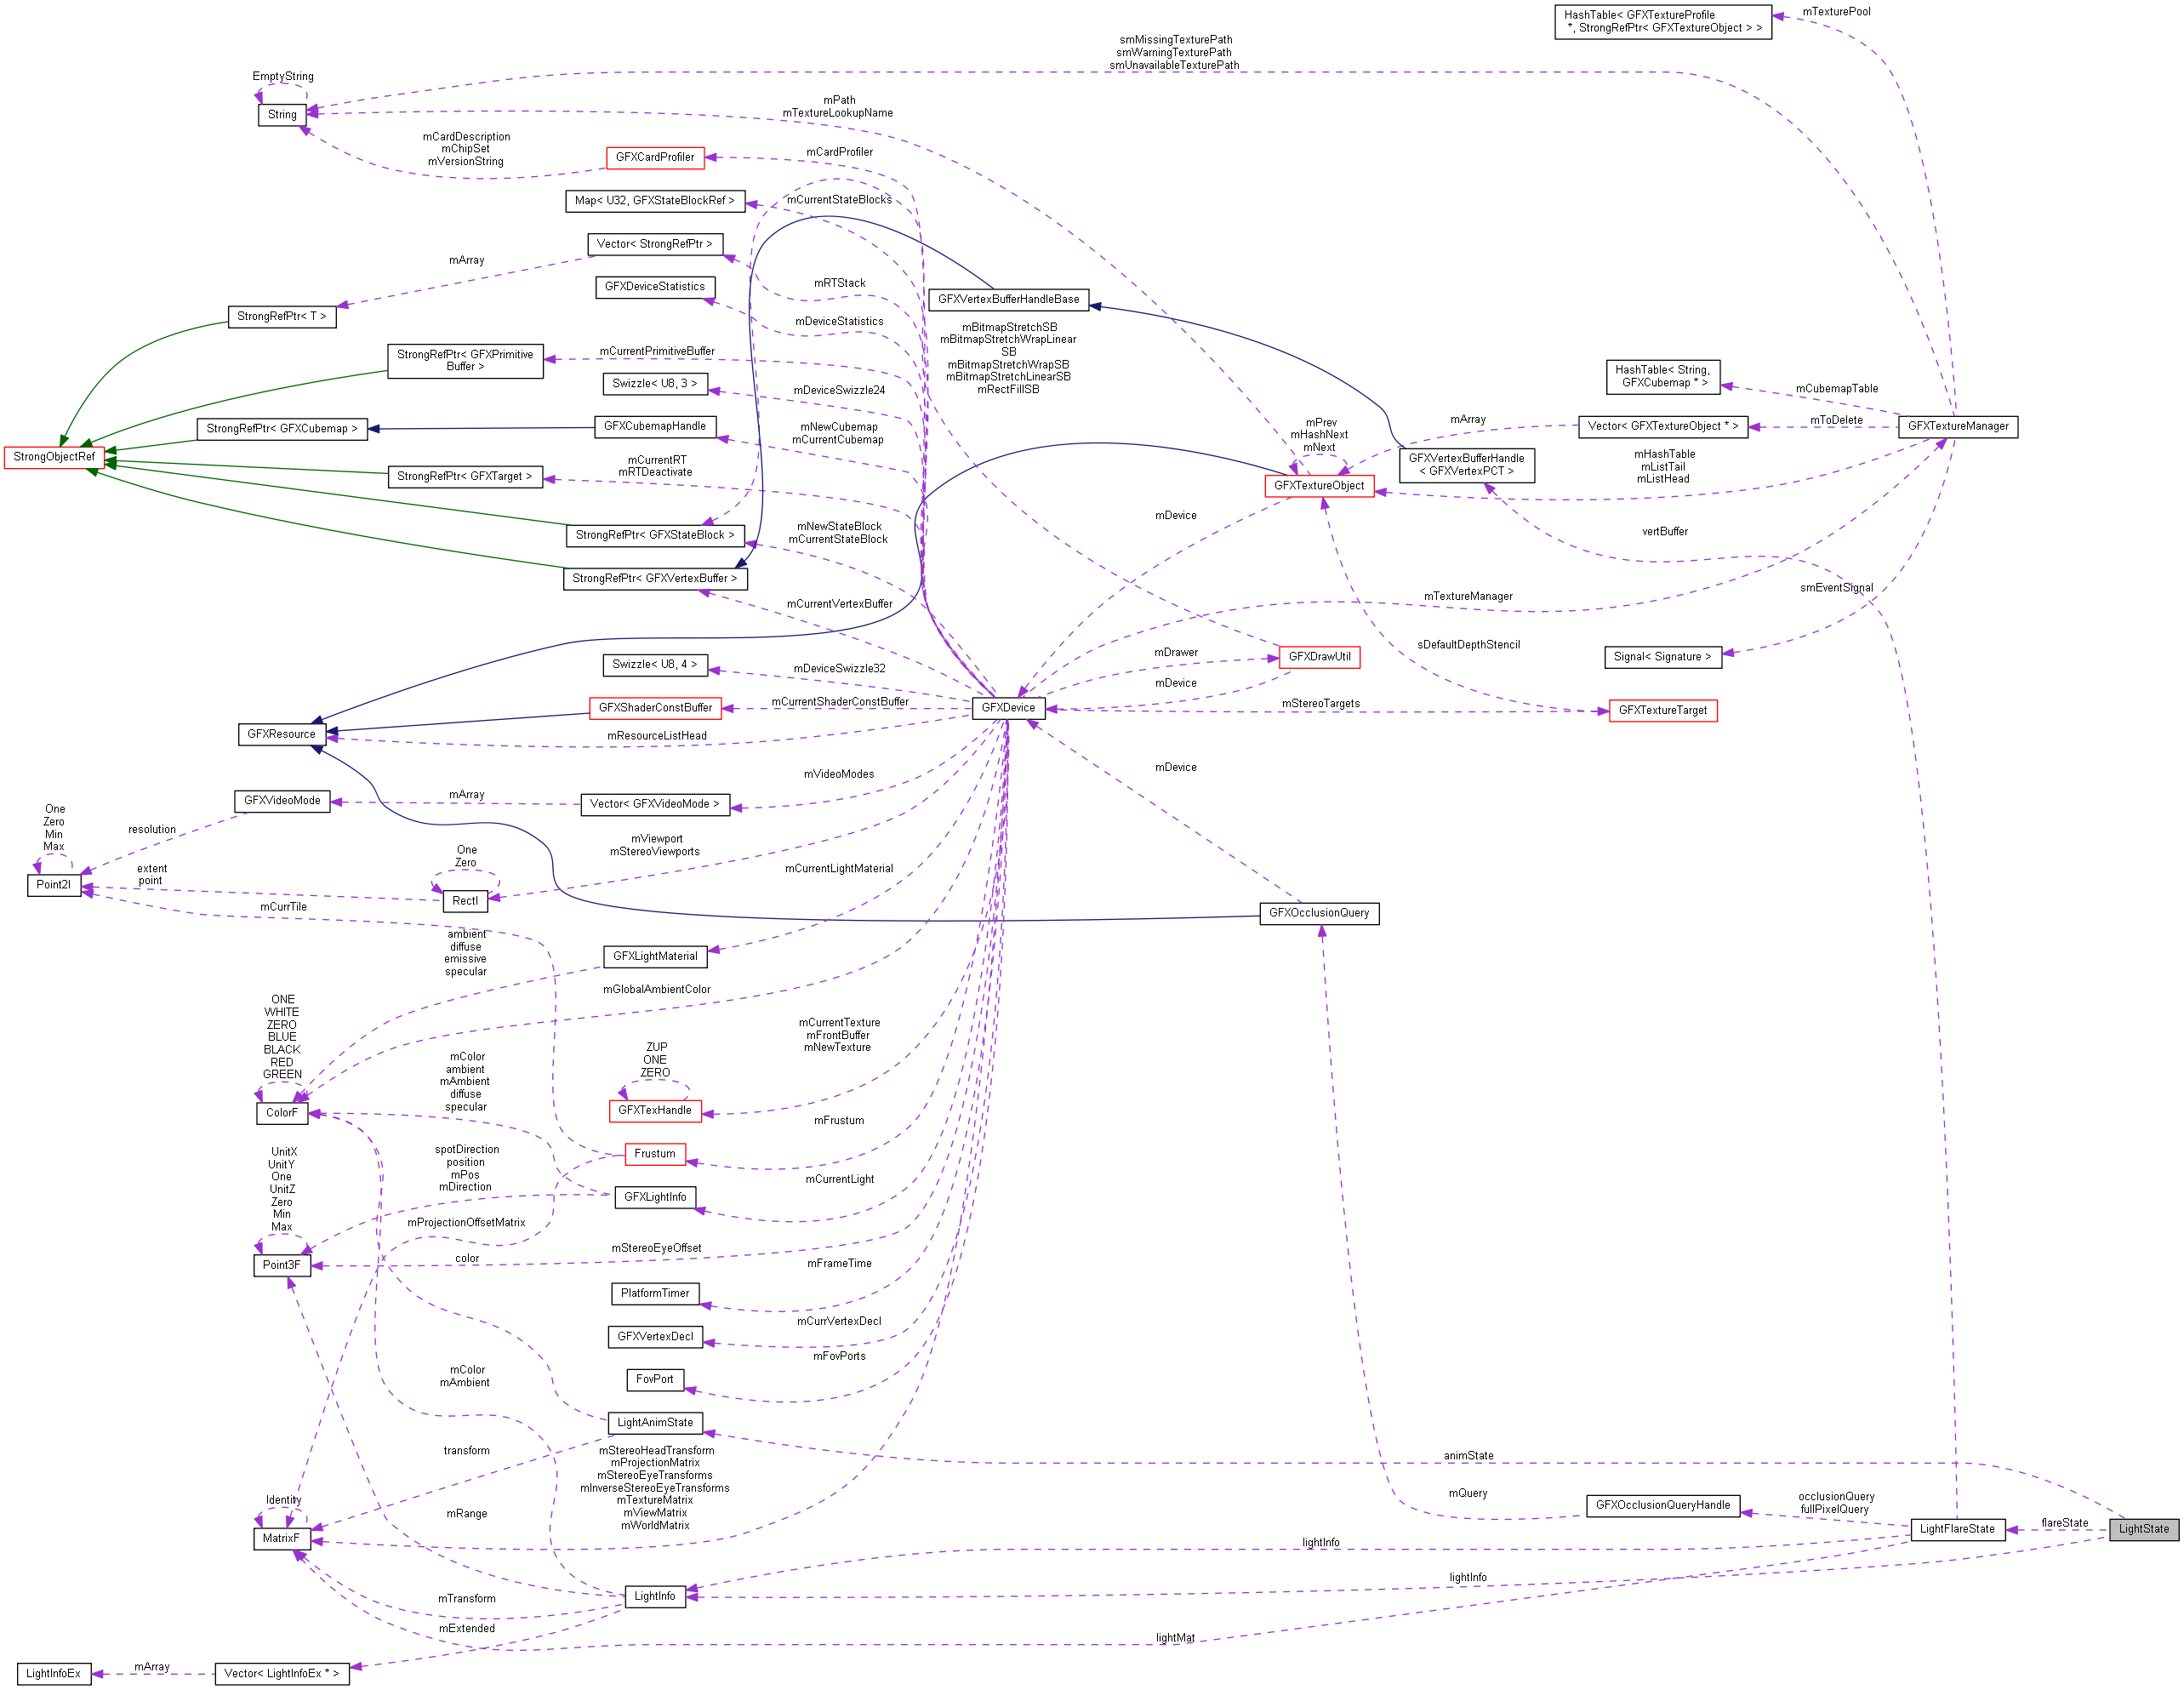 HashTable< GFXTextureProfile
*, StrongRefPtr< GFXTextureObject > >
mTexturePool
smMissingTexturePath
smWarningTexturePath
smUnavailableTexturePath
EmptyString
String
mPath
mTextureLookupName
mCardDescription
mChipSet
mVersionString
GFXCardProfiler
mCardProfiler
Map< U32, GFXStateBlockRef >
mCurrentStateBlocks
Vector< StrongRefPtr >
mArray
GFXDeviceStatistics
mRTStack
GFXVertexBufferHandleBase
StrongRefPtr< T >
mDeviceStatistics
mBitmapStretchSB
mBitmapStretchWrapLinear
SB
mBitmapStretchWrapSB
mBitmapStretchLinearSB
mRectFillSB
StrongRefPtr< GFXPrimitive
Buffer >
mCurrentPrimitiveBuffer
Swizzle< U8, 3 >
mDeviceSwizzle24
HashTable< String,
GFXCubemap * >
mCubemapTable
StrongRefPtr< GFXCubemap >
GFXCubemapHandle
mNewCubemap
mCurrentCubemap
mPrev
mHashNext
mNext
mArray
Vector< GFXTextureObject * >
mToDelete
GFXTextureManager
StrongObjectRef
StrongRefPtr< GFXTarget >
mCurrentRT
mRTDeactivate
GFXTextureObject
GFXVertexBufferHandle
< GFXVertexPCT >
mHashTable
mListTail
mListHead
StrongRefPtr< GFXStateBlock >
mNewStateBlock
mCurrentStateBlock
mDevice
vertBuffer
StrongRefPtr< GFXVertexBuffer >
mCurrentVertexBuffer
mTextureManager
smEventSignal
Swizzle< U8, 4 >
mDeviceSwizzle32
mDrawer
GFXDrawUtil
sDefaultDepthStencil
Signal< Signature >
mDevice
GFXShaderConstBuffer
mCurrentShaderConstBuffer
GFXDevice
mStereoTargets
GFXTextureTarget
GFXResource
mResourceListHead
mDevice
GFXVideoMode
mArray
Vector< GFXVideoMode >
mVideoModes
One
Zero
Min
Max
resolution
Point2I
extent
point
One
Zero
RectI
mViewport
mStereoViewports
mCurrentLightMaterial
mCurrTile
GFXOcclusionQuery
ambient
diffuse
emissive
specular
GFXLightMaterial
mGlobalAmbientColor
ONE
WHITE
ZERO
BLUE
BLACK
RED
GREEN
ColorF
mColor
ambient
mAmbient
diffuse
specular
ZUP
ONE
ZERO
GFXTexHandle
mCurrentTexture
mFrontBuffer
mNewTexture
mFrustum
Frustum
spotDirection
position
mPos
mDirection
UnitX
UnitY
One
UnitZ
Zero
Min
Max
Point3F
GFXLightInfo
mCurrentLight
mProjectionOffsetMatrix
color
mStereoEyeOffset
PlatformTimer
mFrameTime
GFXVertexDecl
mCurrVertexDecl
FovPort
mFovPorts
mColor
mAmbient
LightAnimState
transform
mStereoHeadTransform
mProjectionMatrix
mStereoEyeTransforms
mInverseStereoEyeTransforms
mTextureMatrix
mViewMatrix
mWorldMatrix
animState
mQuery
GFXOcclusionQueryHandle
occlusionQuery
fullPixelQuery
LightFlareState
flareState
LightState
Identity
MatrixF
mRange
lightInfo
lightInfo
LightInfo
mTransform
mExtended
lightMat
LightInfoEx
mArray
Vector< LightInfoEx * >